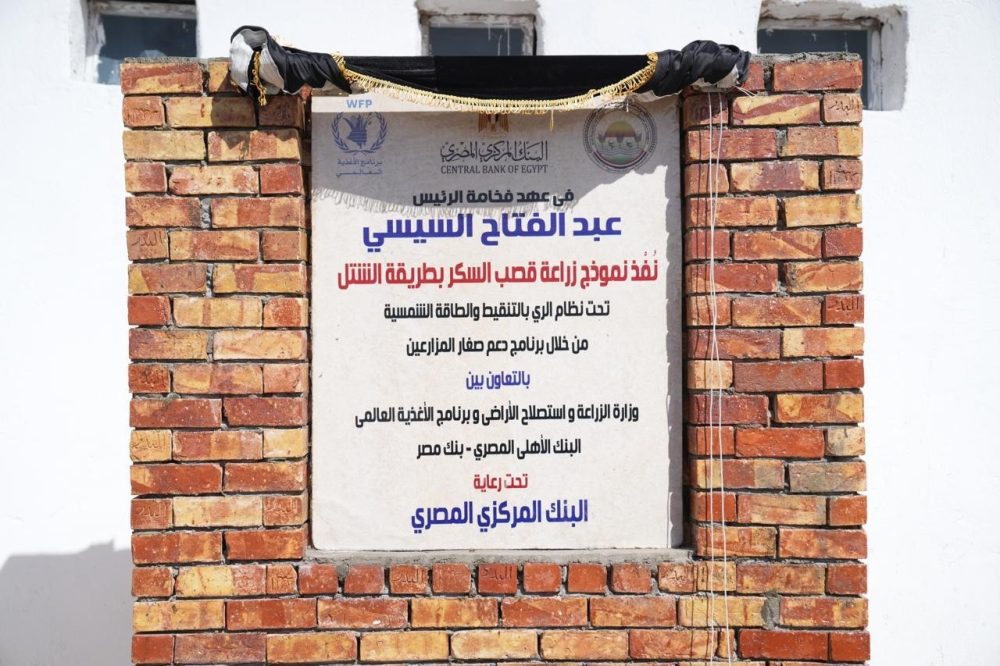 WFP
برنامج الأغذية
العالمي
البنك المركزي المصري
CENTRAL BANK OF EGYPT
في عهد فخامة الرئيس
عبد الفتاح السيسي
نُفْذ نموذج زراعة قصب السكر بطريقة الشتل
تحت نظام الري بالتنقيط والطاقة الشمسية
من خلال برنامج دعم صغار المزارعين
بالتعاون بين
وزارة الزراعة و استصلاح الأراضى و برنامج الأغذية العالمى
البنك الأهلى المصري - بنك مصر
تحت رعاية
البنك المركزي المصري